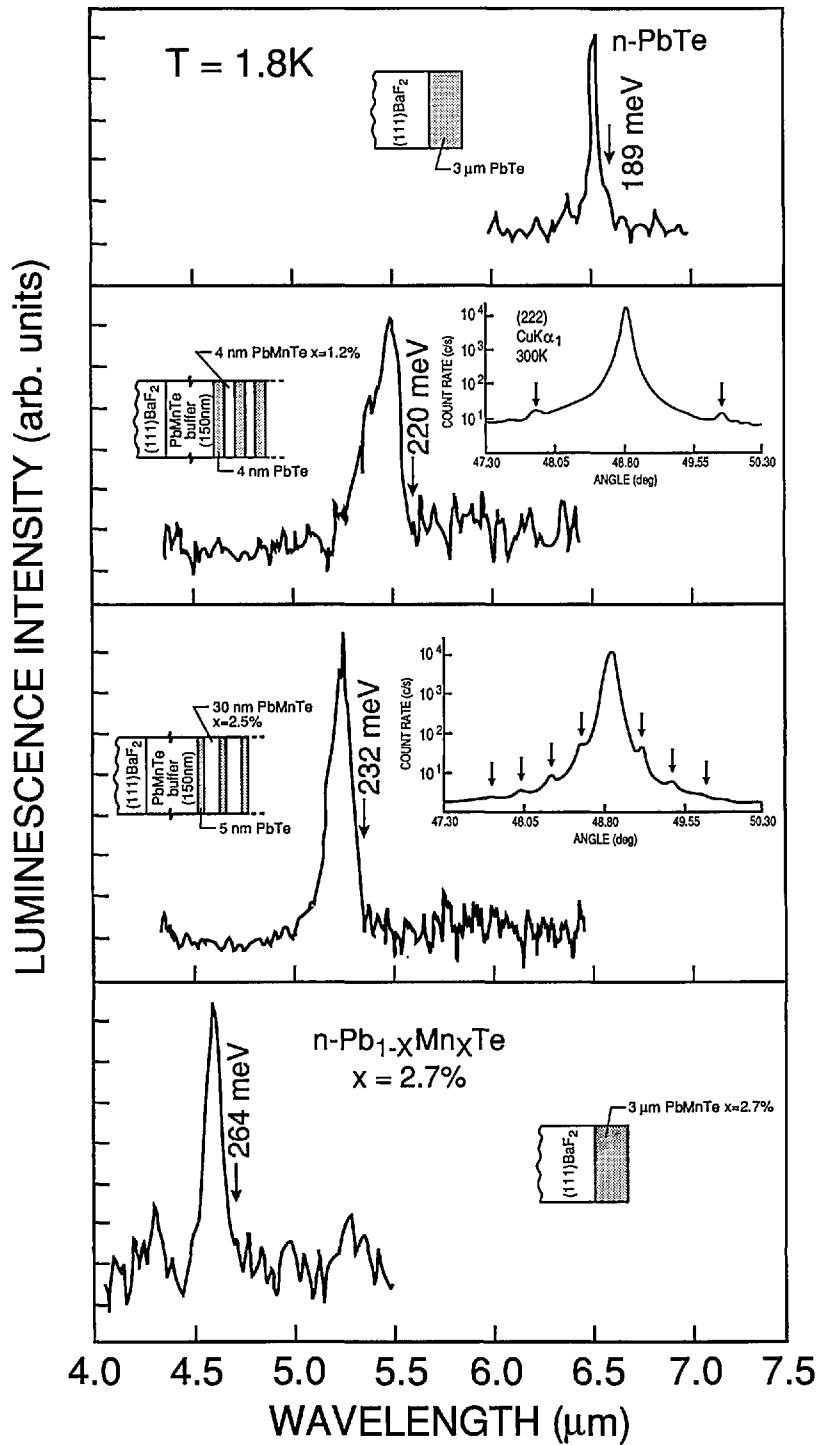 T = 1.8K
n-PbTe
(111)BaF2
3 μm PbTe
189 meV
4 nm PbMnTe x=1.2%
(111)BaF2
PbMnTe
buffer
(150nm)
4 nm PbTe
220 meV
(222)
CuKα1
300K
COUNT RATE (c/s)
10^4
10^3
10^2
10^1
47.30 48.05 48.80 49.55 50.30
ANGLE (deg)
30 nm PbMnTe
x=2.5%
(111)BaF2
PbMnTe
buffer
(150nm)
5 nm PbTe
232 meV
COUNT RATE (c/s)
10^4
10^3
10^2
10^1
47.30 48.05 48.80 49.55 50.30
ANGLE (deg)
n-Pb1-XMnXTe
x = 2.7%
264 meV
3 μm PbMnTe x=2.7%
(111)BaF2
LUMINESCENCE INTENSITY (arb. units)
4.0 4.5 5.0 5.5 6.0 6.5 7.0 7.5
WAVELENGTH (μm)